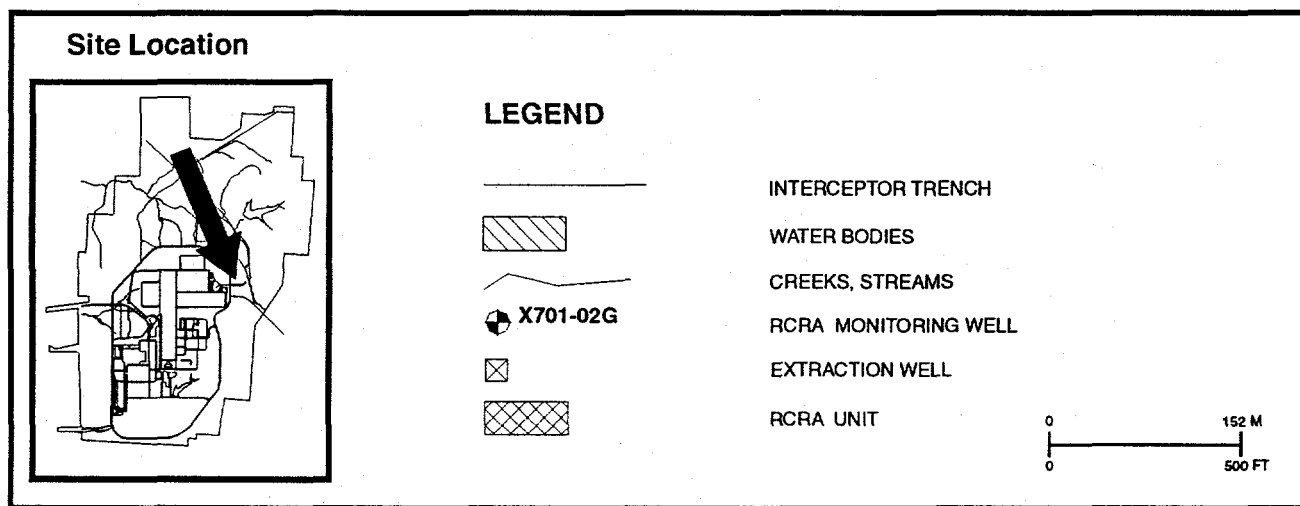 Site Location
LEGEND
INTERCEPTOR TRENCH
WATER BODIES
CREEKS, STREAMS
X701-02G RCRA MONITORING WELL
EXTRACTION WELL
RCRA UNIT
0 152 M
0 500 FT